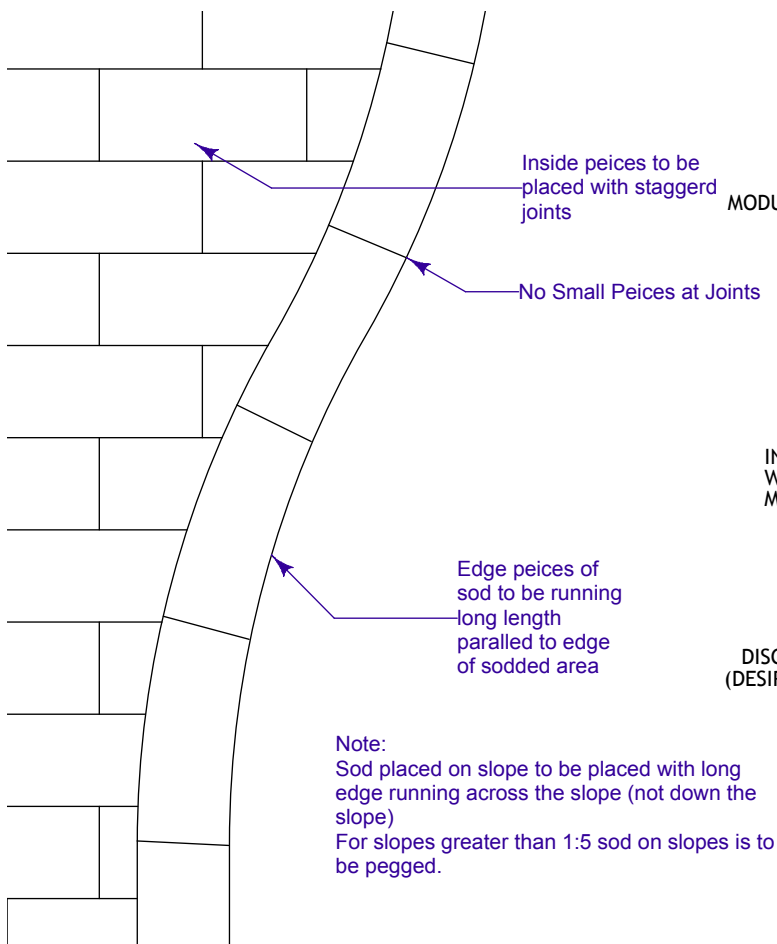 Inside peices to be
placed with staggerd
joints
MODU
No Small Peices at Joints
Edge peices of
sod to be running
long length
paralled to edge
of sodded area
DISC
(DESIF
Note:
Sod placed on slope to be placed with long
edge running across the slope (not down the
slope)
For slopes greater than 1:5 sod on slopes is to
be pegged.